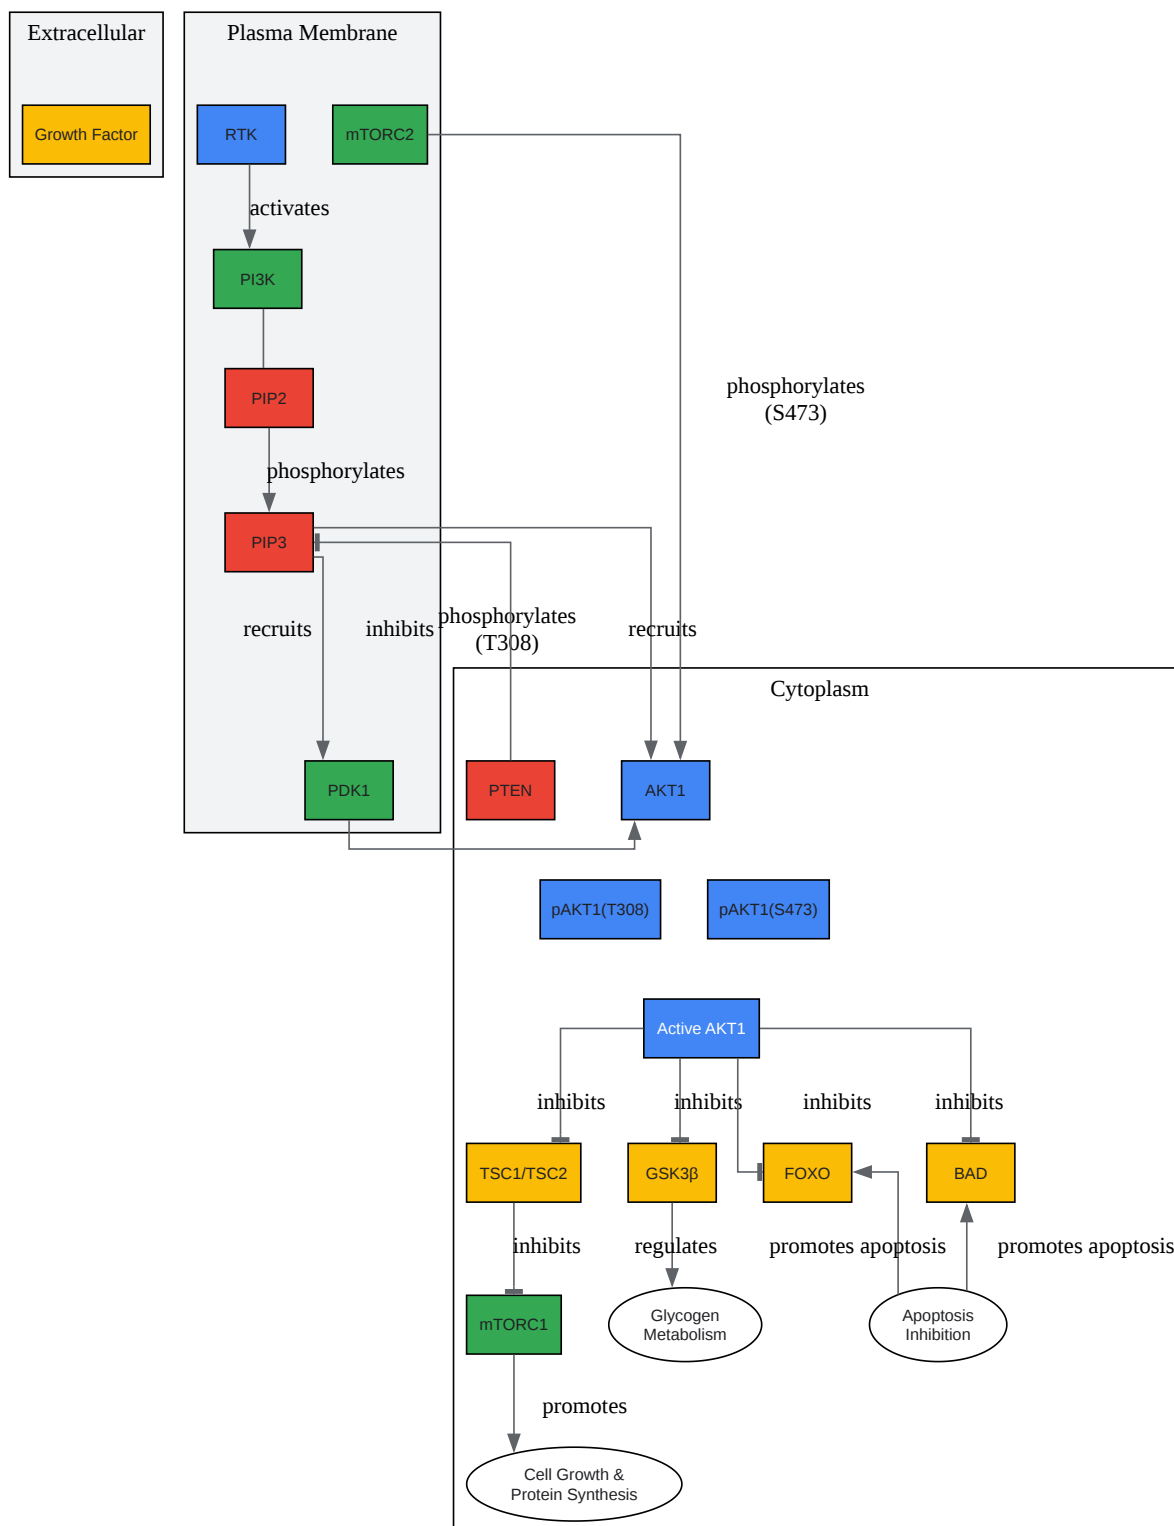 Extracellular
Plasma Membrane
Growth Factor
RTK
mTORC2
activates
PI3K
phosphorylates
(S473)
PIP2
phosphorylates
PIP3
recruits
inhibits
phosphorylates
(T308)
recruits
Cytoplasm
PDK1
PTEN
AKT1
pAKT1(T308)
pAKT1(S473)
Active AKT1
inhibits
inhibits
inhibits
inhibits
TSC1/TSC2
GSK3β
FOXO
BAD
inhibits
regulates
promotes apoptosis
promotes apoptosis
mTORC1
Glycogen
Metabolism
Apoptosis
Inhibition
promotes
Cell Growth &
Protein Synthesis